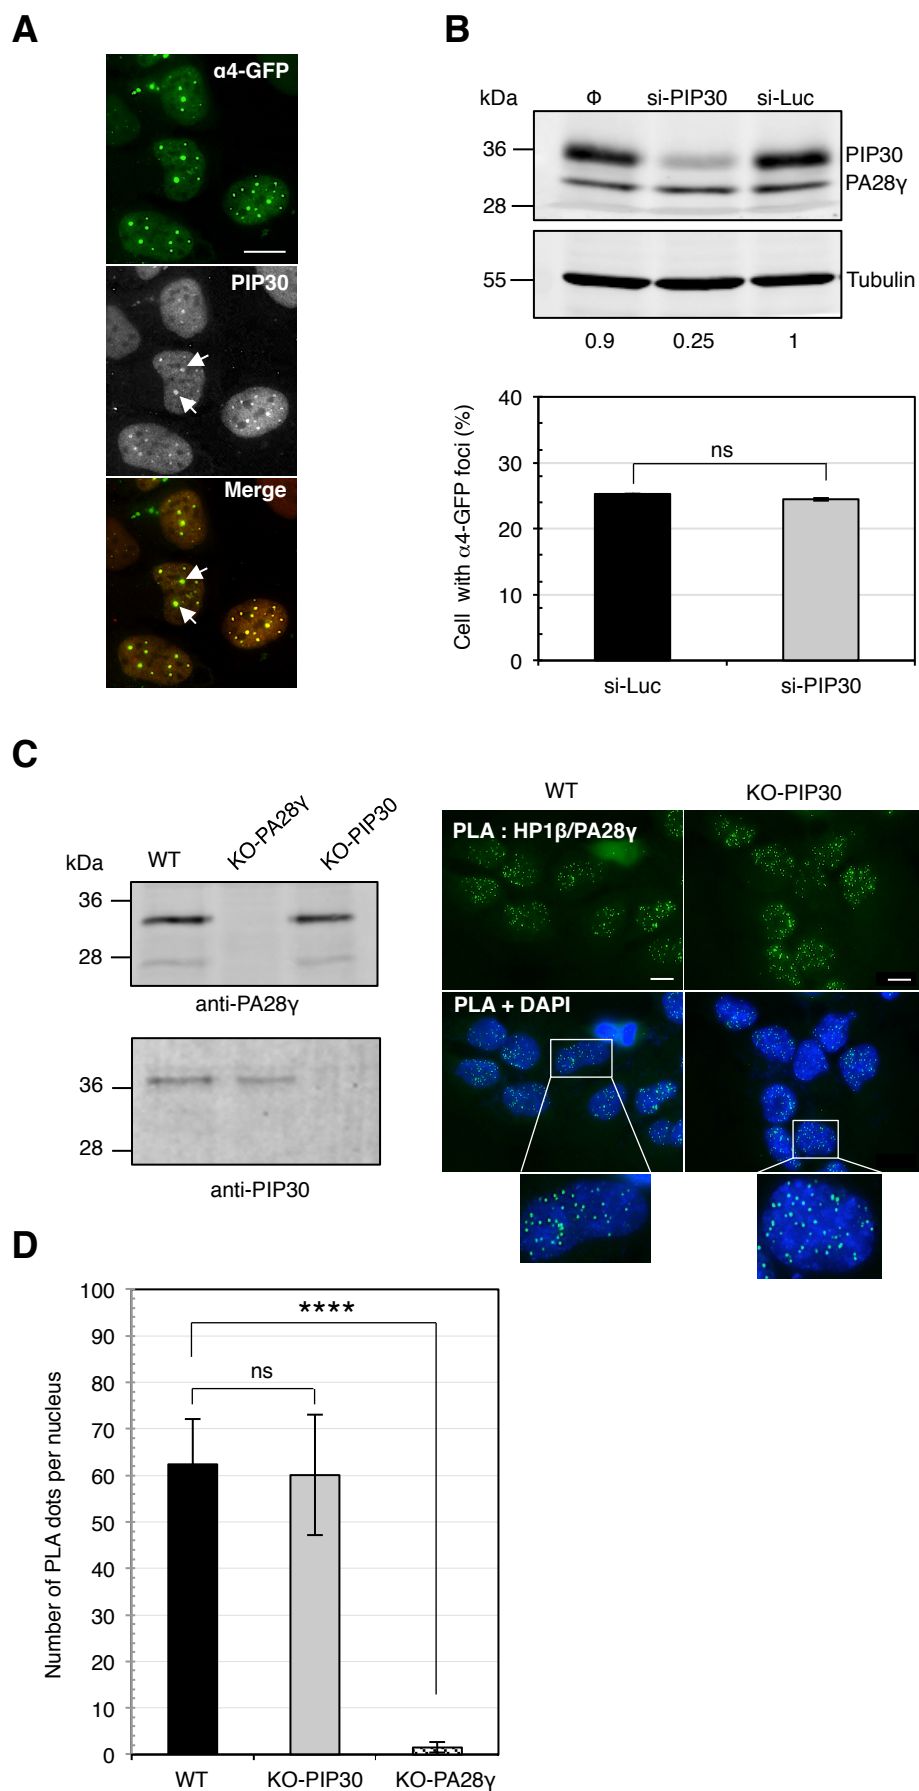 A
α4-GFP
PIP30
Merge
B
kDa Φ si-PIP30 si-Luc
36
28
PIP30
PA28γ
55
Tubulin
0.9 0.25 1
Cell with α4-GFP foci (%)
40
30
20
10
0
ns
si-Luc si-PIP30
C
kDa WT KO-PA28γ KO-PIP30
36
28
anti-PA28γ
36
28
anti-PIP30
WT KO-PIP30
PLA : HP1β/PA28γ
PLA + DAPI
D
Number of PLA dots per nucleus
100
90
80
70
60
50
40
30
20
10
0
****
ns
WT KO-PIP30 KO-PA28γ